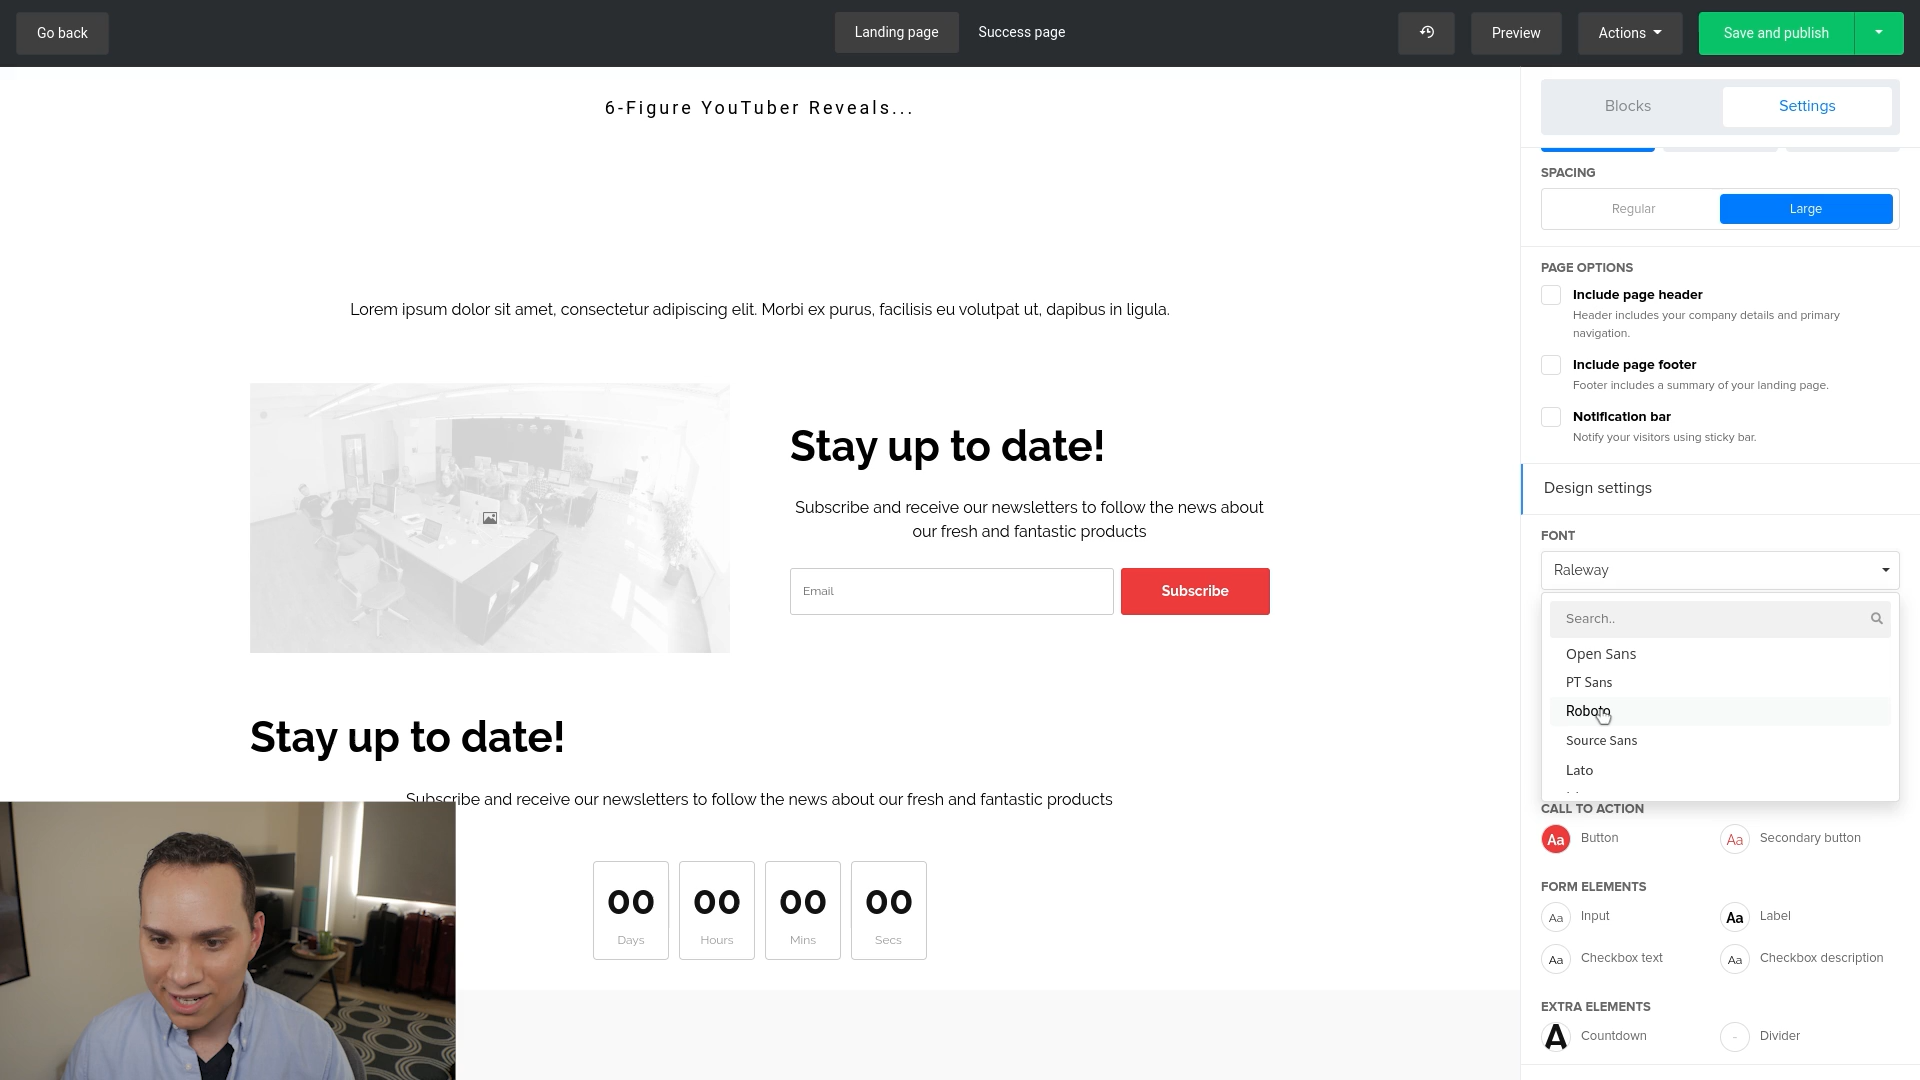 Go back
Landing page
Success page
Preview
Actions
Save and publish
6-Figure YouTuber Reveals...
Lorem ipsum dolor sit amet, consectetur adipiscing elit. Morbi ex purus, facilisis eu volutpat ut, dapibus in ligula.
Stay up to date!
Subscribe and receive our newsletters to follow the news about
our fresh and fantastic products
Email
Subscribe
Stay up to date!
Subscribe and receive our newsletters to follow the news about our fresh and fantastic products
00 00 00 00
Days Hours Mins Secs
Blocks
Settings
SPACING
Regular
Large
PAGE OPTIONS
Include page header
Header includes your company details and primary
navigation.
Include page footer
Footer includes a summary of your landing page.
Notification bar
Notify your visitors using sticky bar.
Design settings
FONT
Raleway
Search..
Open Sans
PT Sans
Roboto
Source Sans
Lato
CALL TO ACTION
Aa Button
Aa Secondary button
FORM ELEMENTS
Aa Input
Aa Label
Aa Checkbox text
Aa Checkbox description
EXTRA ELEMENTS
A Countdown
Divider